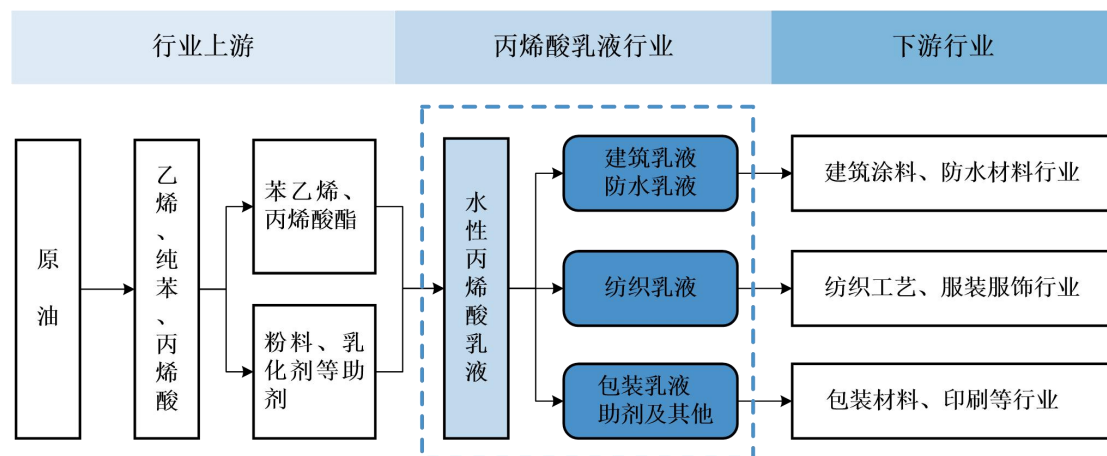 行业上游
丙烯酸乳液行业
下游行业
原油
乙烯、纯苯、丙烯酸
苯乙烯、
丙烯酸酯
粉料、乳
化剂等助
剂
水性丙烯酸乳液
建筑乳液
防水乳液
纺织乳液
包装乳液
助剂及其他
建筑涂料、防水材料行业
纺织工艺、服装服饰行业
包装材料、印刷等行业